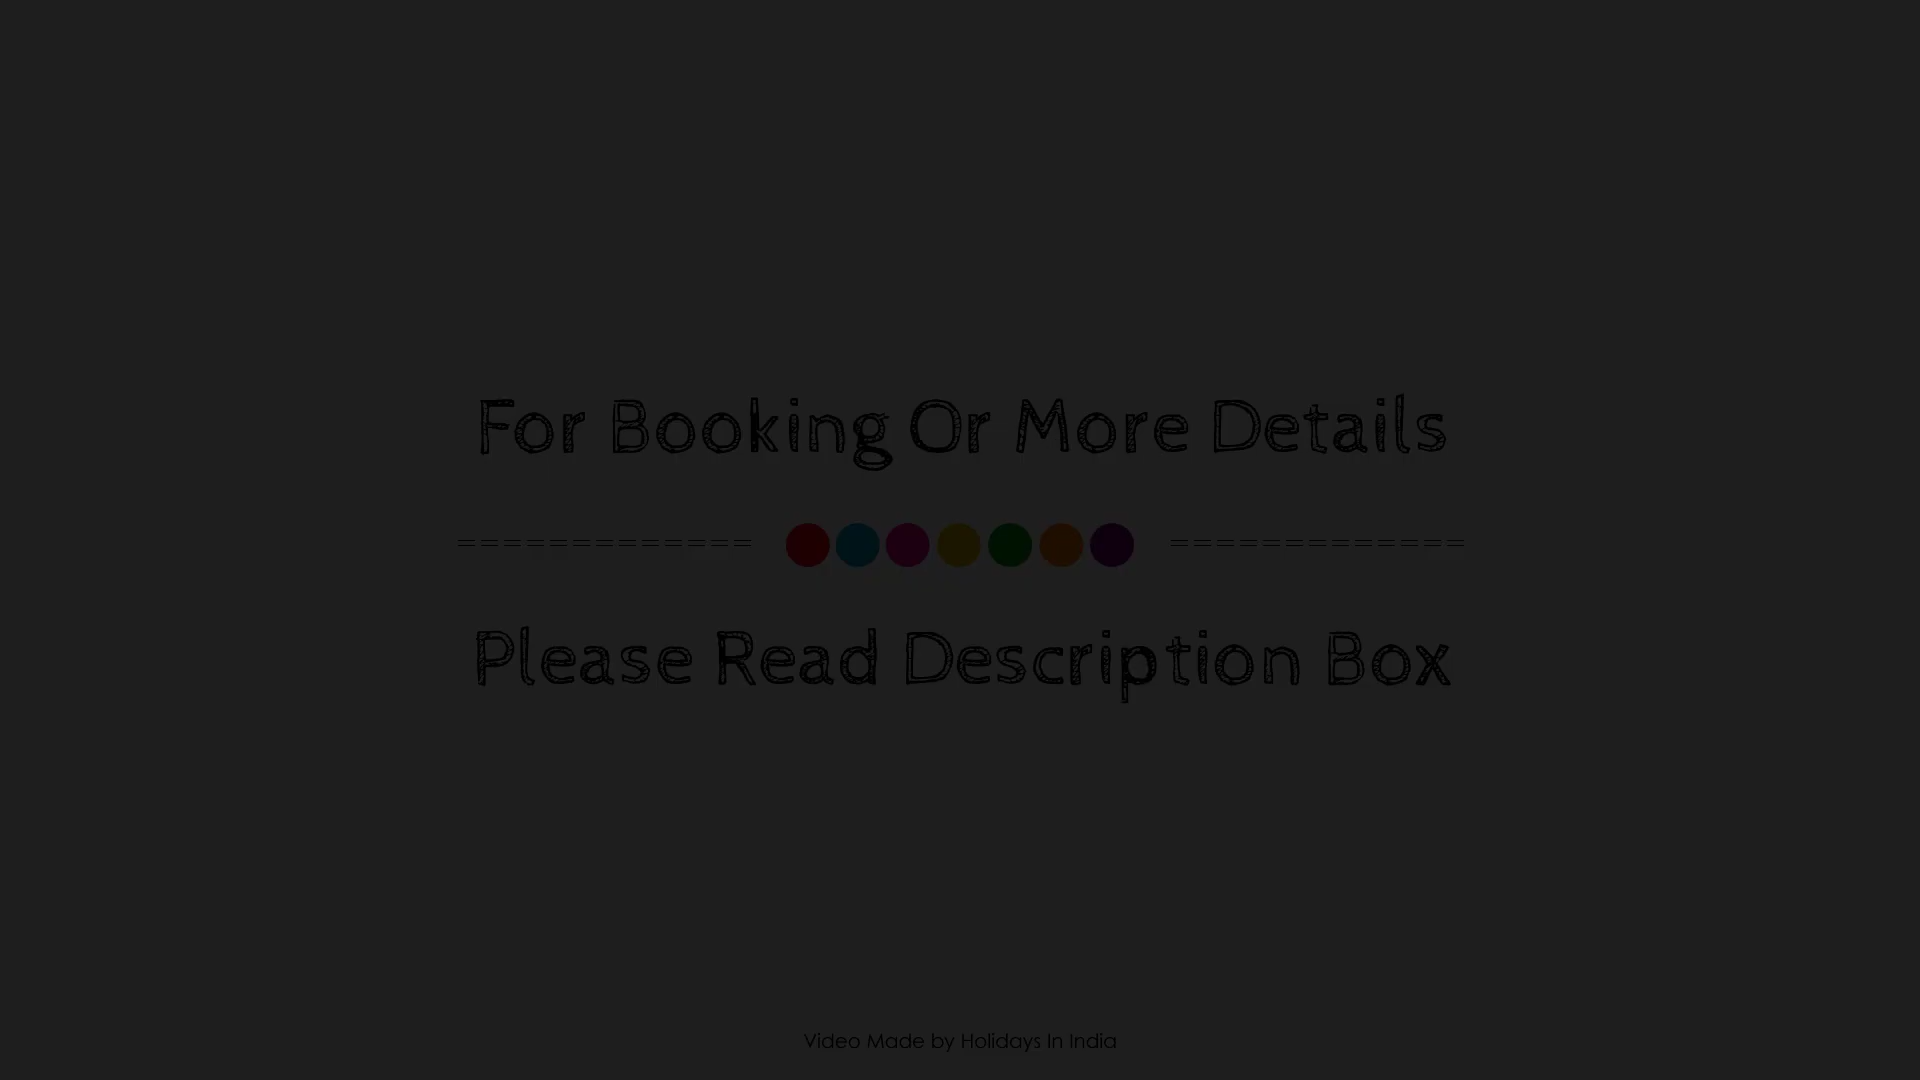 For Booking Or More Details
============= =============
Please Read Description Box
Video Made by Holidays In India